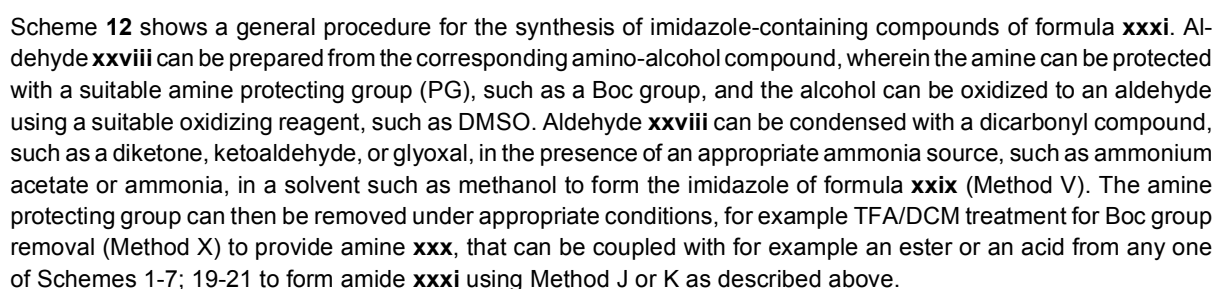 Scheme 12 shows a general procedure for the synthesis of imidazole-containing compounds of formula xxxi. Al-
dehyde xxviii can be prepared from the corresponding amino-alcohol compound, wherein the amine can be protected
with a suitable amine protecting group (PG), such as a Boc group, and the alcohol can be oxidized to an aldehyde
using a suitable oxidizing reagent, such as DMSO. Aldehyde xxviii can be condensed with a dicarbonyl compound,
such as a diketone, ketoaldehyde, or glyoxal, in the presence of an appropriate ammonia source, such as ammonium
acetate or ammonia, in a solvent such as methanol to form the imidazole of formula xxix (Method V). The amine
protecting group can then be removed under appropriate conditions, for example TFA/DCM treatment for Boc group
removal (Method X) to provide amine xxx, that can be coupled with for example an ester or an acid from any one
of Schemes 1-7; 19-21 to form amide xxxi using Method J or K as described above.